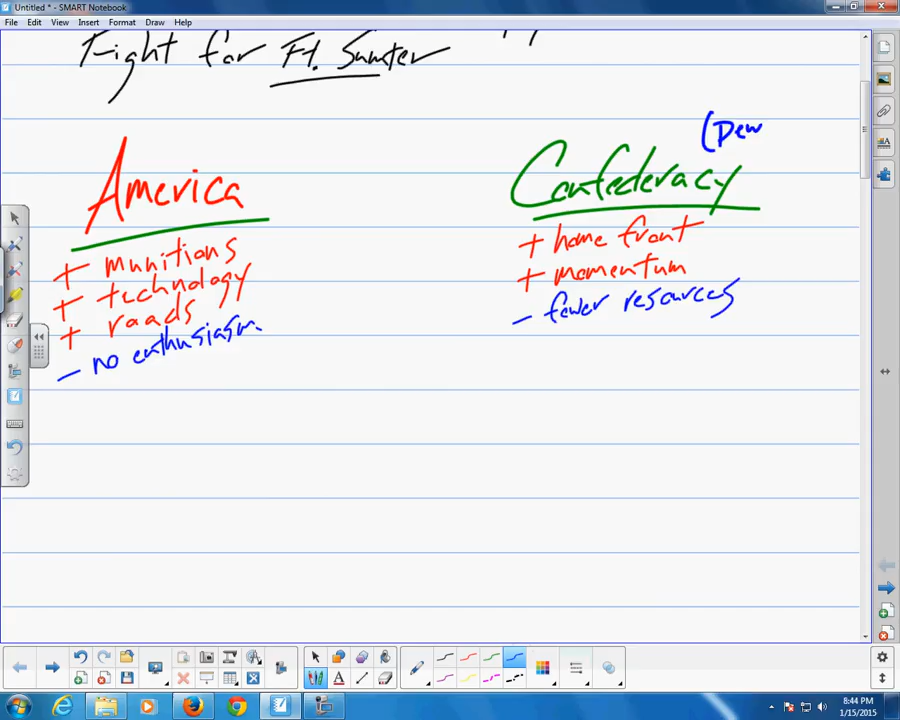 Untitled * - SMART Notebook
File Edit View Insert Format Draw Help
Fight for Ft. Sumter
(Dew
America
Confederacy
+ munitions
+ technology
+ roads
- no enthusiasm.
+ home front
+ momentum
- fewer resources
8:44 PM
1/15/2015